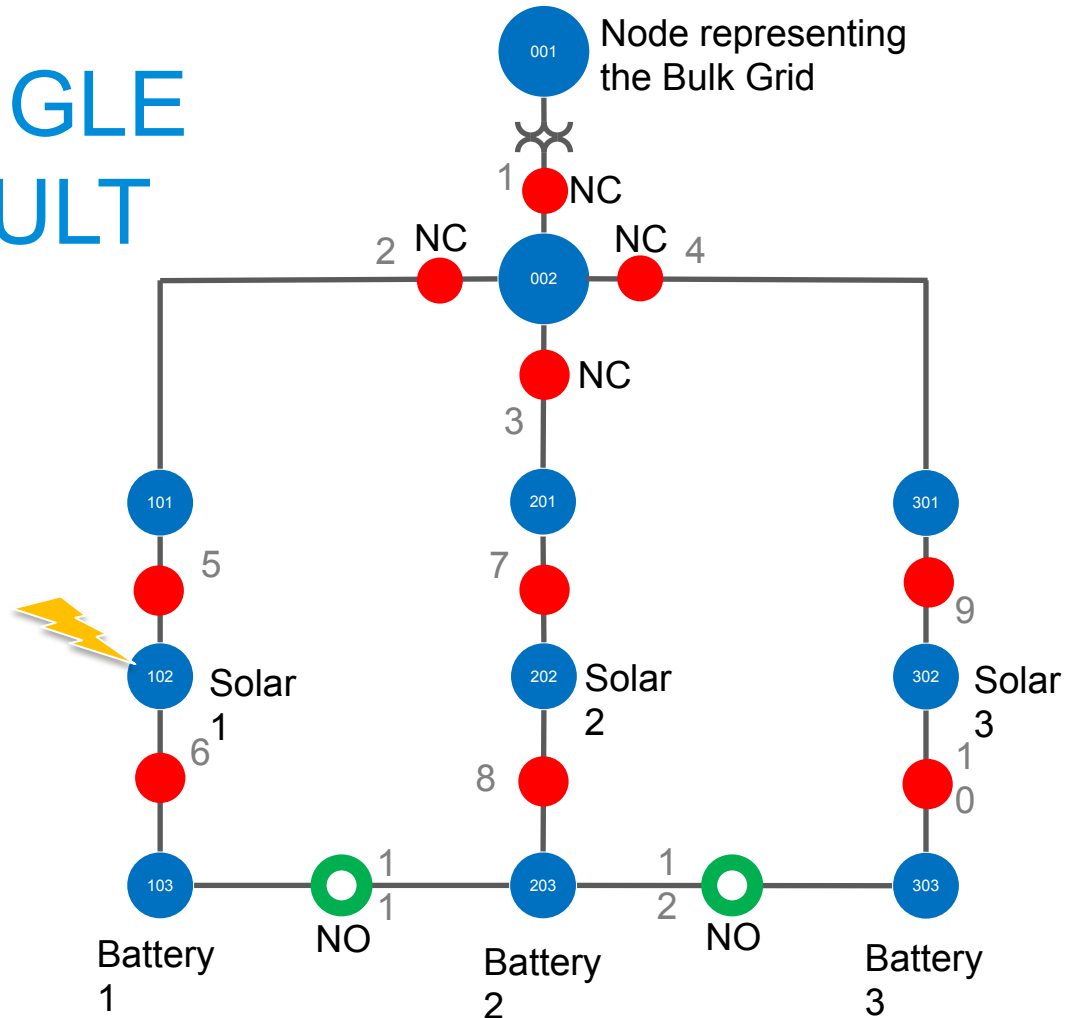 001
Node representing
the Bulk Grid
GLE
ULT
1
NC
2
NC
NC
4
002
NC
3
101
201
301
5
7
9
102
Solar
1
202
Solar
2
302
Solar
3
6
8
1
0
103
1
1
203
1
2
303
NO
NO
Battery
1
Battery
2
Battery
3